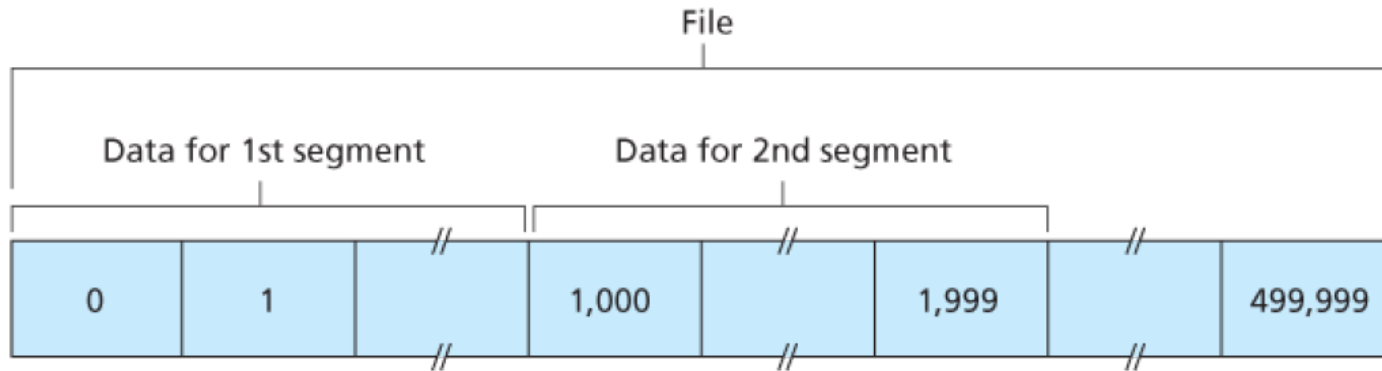 File
Data for 1st segment Data for 2nd segment
0 1 1,000 1,999 499,999